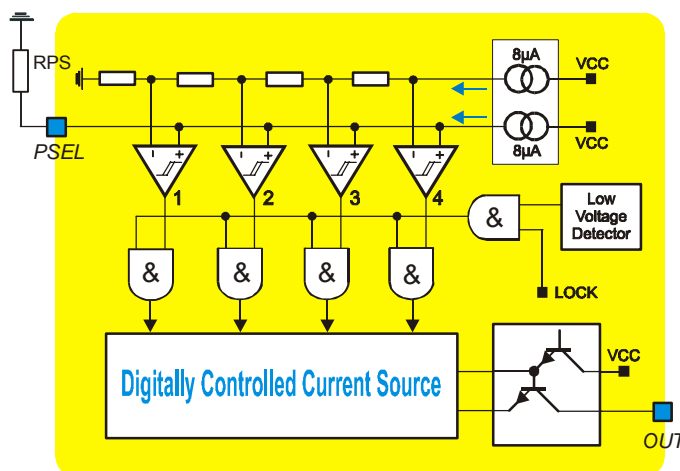 RPS
8µA
VCC
PSEL
8µA
VCC
- +
- +
- +
- +
1
2
3
4
&
Low
Voltage
Detector
&
&
&
&
LOCK
Digitally Controlled Current Source
VCC
OUT